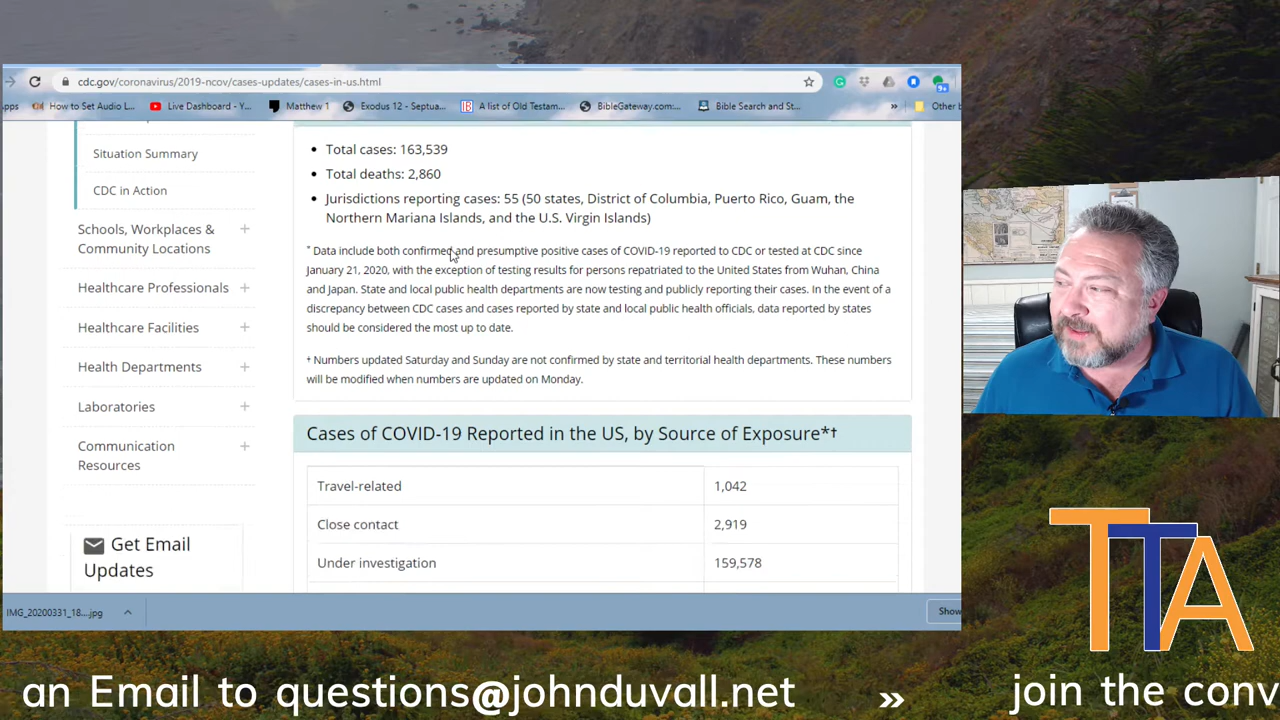 cdc.gov/coronavirus/2019-ncov/cases-updates/cases-in-us.html
pps How to Set Audio L... Live Dashboard - Y... Matthew 1 Exodus 12 - Septua... A list of Old Testam... BibleGateway.com:... Bible Search and St... » Other b
9+
Situation Summary
CDC in Action
Schools, Workplaces &
Community Locations
Healthcare Professionals
Healthcare Facilities
Health Departments
Laboratories
Communication
Resources
Get Email
Updates
Total cases: 163,539
Total deaths: 2,860
Jurisdictions reporting cases: 55 (50 states, District of Columbia, Puerto Rico, Guam, the
Northern Mariana Islands, and the U.S. Virgin Islands)
* Data include both confirmed and presumptive positive cases of COVID-19 reported to CDC or tested at CDC since
January 21, 2020, with the exception of testing results for persons repatriated to the United States from Wuhan, China
and Japan. State and local public health departments are now testing and publicly reporting their cases. In the event of a
discrepancy between CDC cases and cases reported by state and local public health officials, data reported by states
should be considered the most up to date.
† Numbers updated Saturday and Sunday are not confirmed by state and territorial health departments. These numbers
will be modified when numbers are updated on Monday.
Cases of COVID-19 Reported in the US, by Source of Exposure*†
Travel-related 1,042
Close contact 2,919
Under investigation 159,578
IMG_20200331_18....jpg
Show
TTA
an Email to questions@johnduvall.net » join the conv